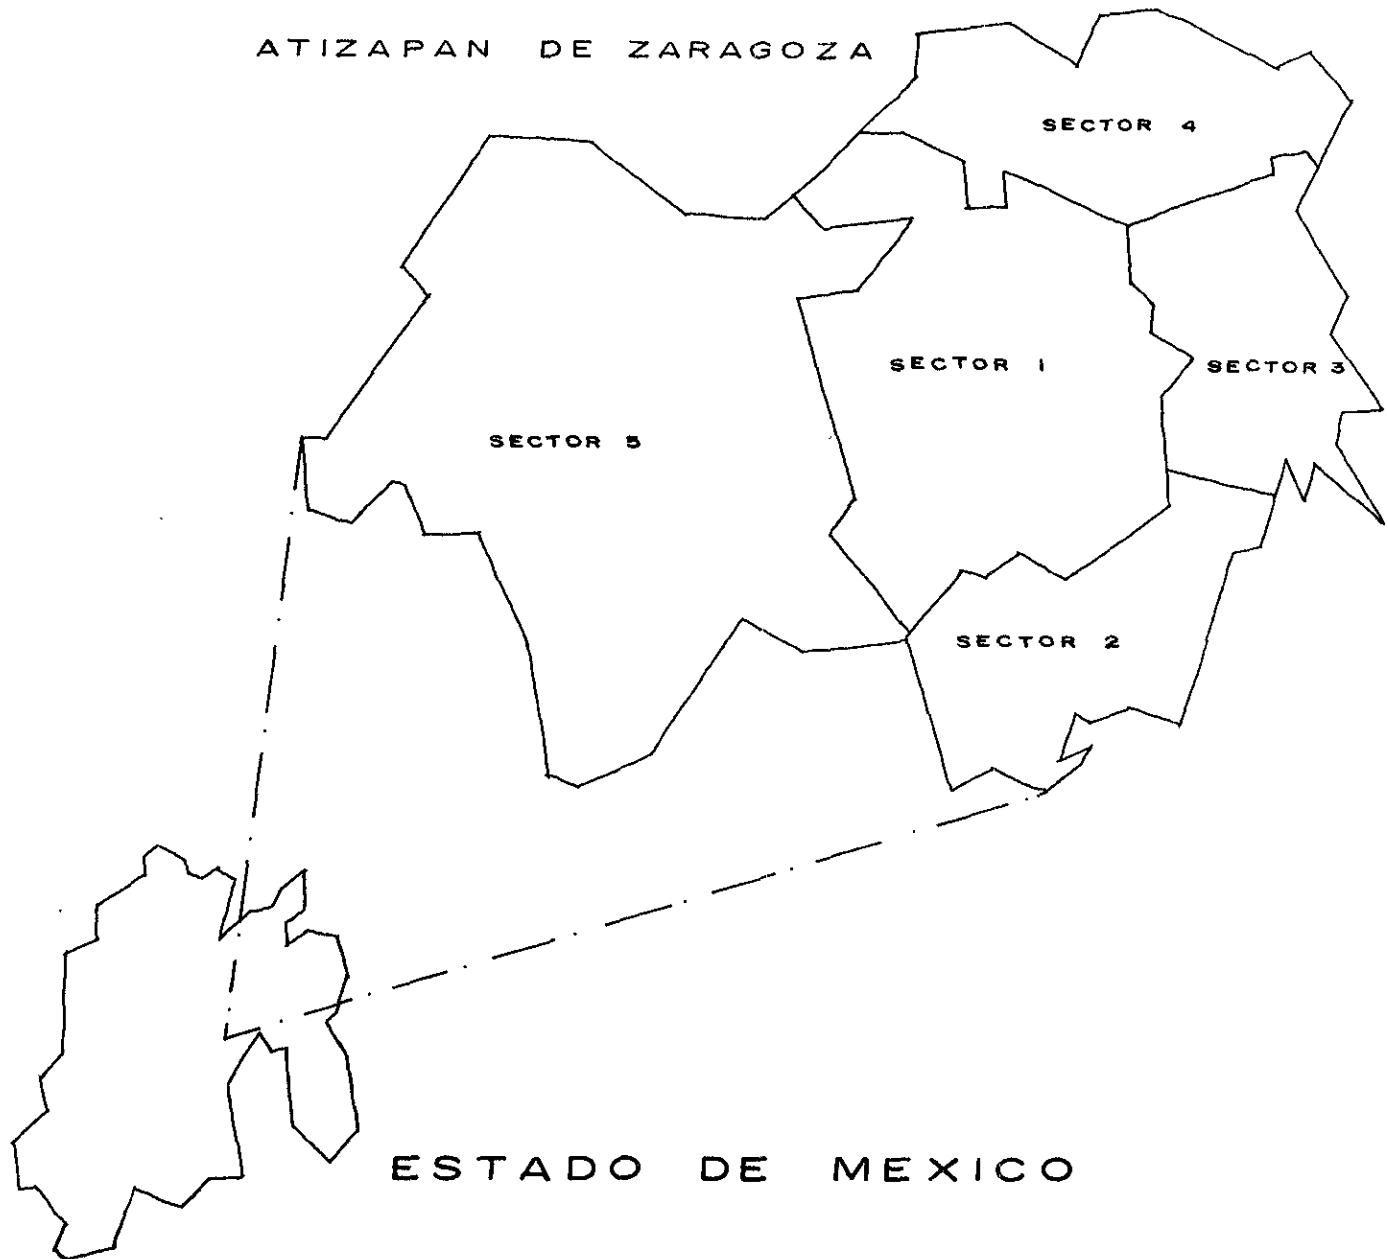 ATIZAPAN DE ZARAGOZA
SECTOR 4
SECTOR 1
SECTOR 3
SECTOR 5
SECTOR 2
ESTADO DE MEXICO